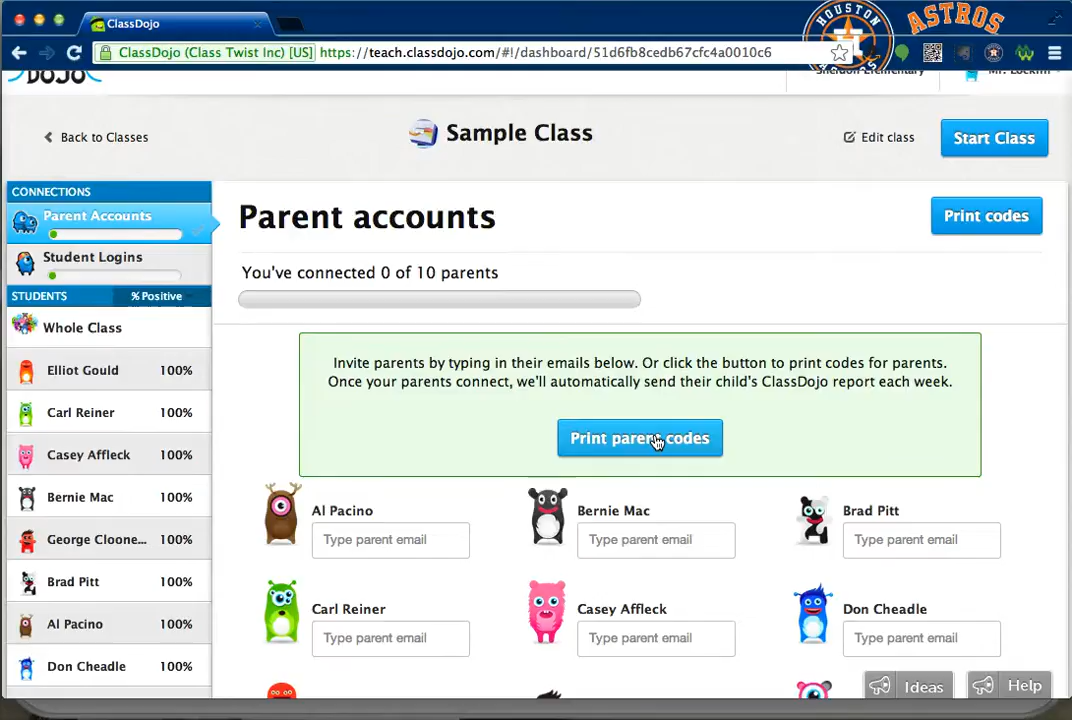 HOUSTON
ASTROS
ClassDojo
ClassDojo (Class Twist Inc) [US] https://teach.classdojo.com/#!/dashboard/51d6fb8cedb67cfc4a0010c6
DOJO
Sheldon Elementary
Back to Classes
Sample Class
Edit class
Start Class
CONNECTIONS
Parent Accounts
Student Logins
STUDENTS
% Positive
Whole Class
Elliot Gould 100%
Carl Reiner 100%
Casey Affleck 100%
Bernie Mac 100%
George Cloone... 100%
Brad Pitt 100%
Al Pacino 100%
Don Cheadle 100%
Parent accounts
Print codes
You've connected 0 of 10 parents
Invite parents by typing in their emails below. Or click the button to print codes for parents.
Once your parents connect, we'll automatically send their child's ClassDojo report each week.
Print parent codes
Al Pacino
Type parent email
Bernie Mac
Type parent email
Brad Pitt
Type parent email
Carl Reiner
Type parent email
Casey Affleck
Type parent email
Don Cheadle
Type parent email
Ideas
Help